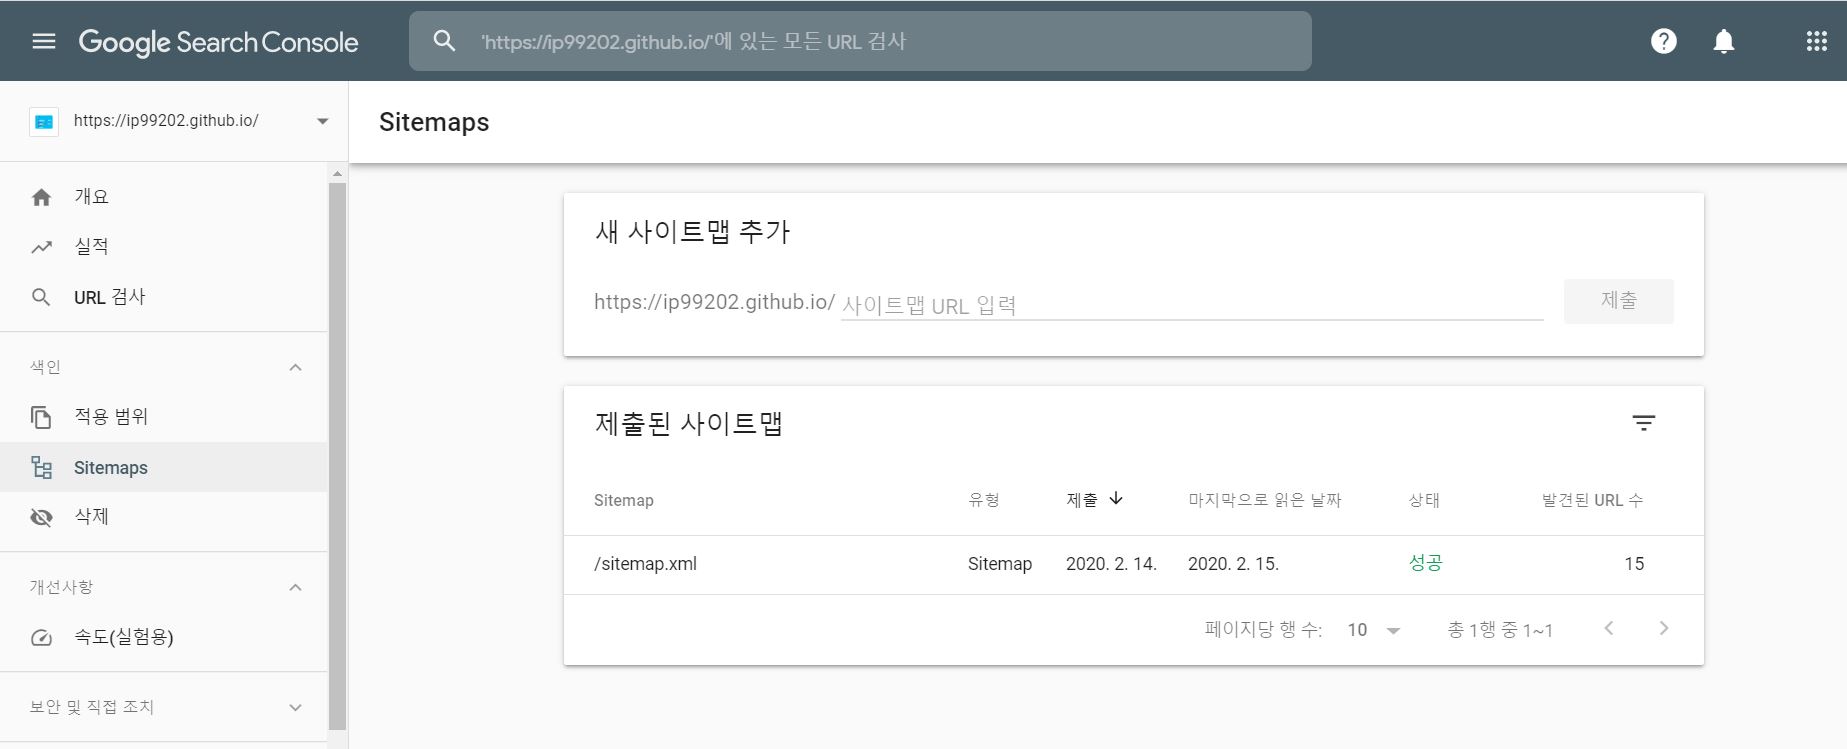 Google Search Console
'https://ip99202.github.io/'에 있는 모든 URL 검사
https://ip99202.github.io/
개요
실적
URL 검사
색인
적용 범위
Sitemaps
삭제
개선사항
속도(실험용)
보안 및 직접 조치
Sitemaps
새 사이트맵 추가
https://ip99202.github.io/ 사이트맵 URL 입력 제출
제출된 사이트맵
Sitemap 유형 제출 마지막으로 읽은 날짜 상태 발견된 URL 수
/sitemap.xml Sitemap 2020. 2. 14. 2020. 2. 15. 성공 15
페이지당 행 수: 10 총 1행 중 1~1